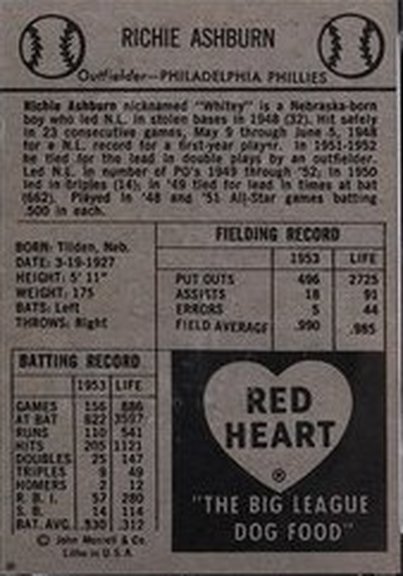 RICHIE ASHBURN
Outfielder—PHILADELPHIA PHILLIES
Richie Ashburn nicknamed "Whitey" is a Nebraska-born
boy who led N.L. in stolen bases in 1948 (32). Hit safely
in 23 consecutive games, May 9 through June 5, 1948
for a N.L. record for a first-year player. In 1951-1952
he tied for the lead in double plays by an outfielder.
Led N.L. in number of PO's 1949 through '52; in 1950
led in triples (14); in '49 tied for lead in times at bat
(662). Played in '48 and '51 All-Star games batting
.500 in each.
BORN: Tilden, Neb.
DATE: 3-19-1927
HEIGHT: 5' 11"
WEIGHT: 175
BATS: Left
THROWS: Right
FIELDING RECORD
1953 LIFE
PUT OUTS 496 2725
ASSISTS 18 91
ERRORS 5 44
FIELD AVERAGE .990 .985
BATTING RECORD
1953 LIFE
GAMES 156 886
AT BAT 622
RUNS 110 541
HITS 205 1121
DOUBLES 25 147
TRIPLES 9 49
HOMERS 2 12
R. B. I. 57 280
S. B. 14 114
BAT. AVG. .330 .312
© John Morrell & Co.
Litho in U.S.A.
RED
HEART
®
"THE BIG LEAGUE
DOG FOOD"